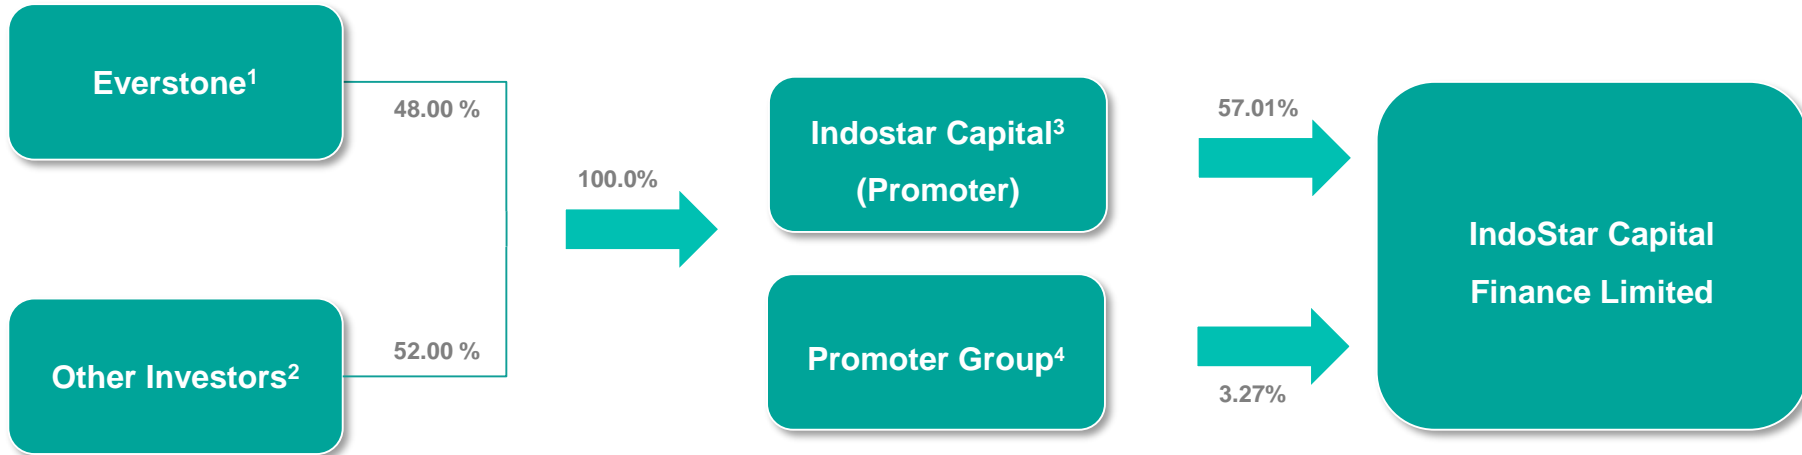 Everstone¹
48.00 %
52.00 %
Other Investors²
100.0%
Indostar Capital³
(Promoter)
Promoter Group⁴
57.01%
3.27%
IndoStar Capital
Finance Limited